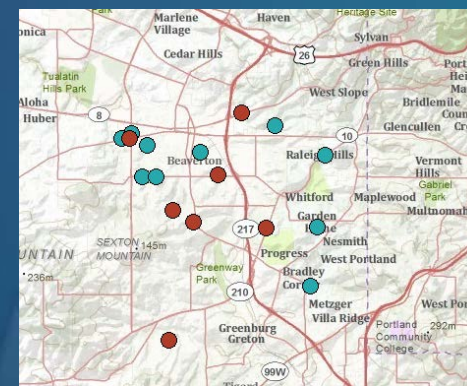 Park
Marlene
Village
Haven
Heritage Site
onica
Cedar Hills
26
Sylvan
Green Hills
Port
Hei
Tualatin
Hills Park
West Slope
Ma
Bridlemile
Aloha
Huber
8
10
Coun
Glencullen
Cre
Beaverton
Raleigh Hills
Vermont
Hills
Gabriel
Park
Whitford
Maplewood
Multnomah
Garden
217
Nesmith
SEXTON
MOUNTAIN
145m
UNTAIN
Progress
West Portland
236m
Greenway
Park
Bradley
210
Metzger
Villa Ridge
West Por
Greenburg
Greton
Portland
Community
College
292m
99W
Tigard